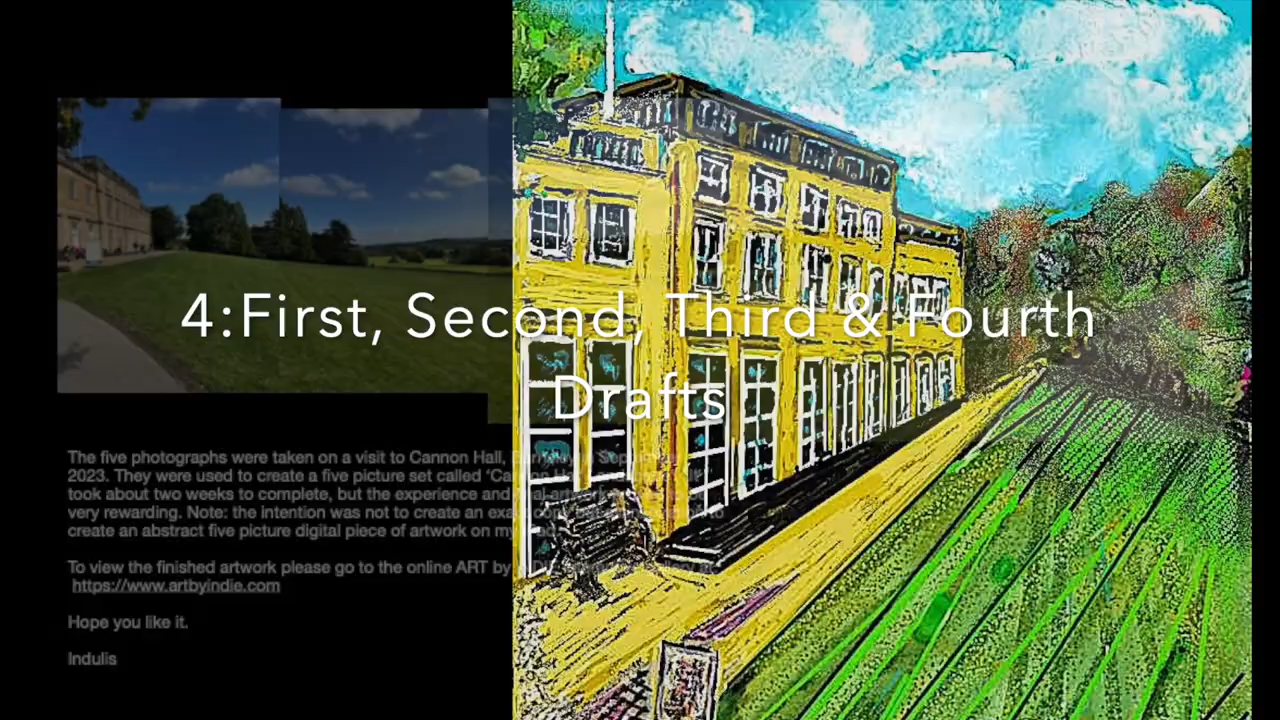 4:First, Second, Third & Fourth
Drafts
The five photographs were taken on a visit to Cannon Hall,
2023. They were used to create a five picture set called
took about two weeks to complete, but the experience and
very rewarding. Note: the intention was not to create an
create an abstract five picture digital piece of artwork on my
To view the finished artwork please go to the online ART by
https://www.artbyindie.com
Hope you like it.
Indulis